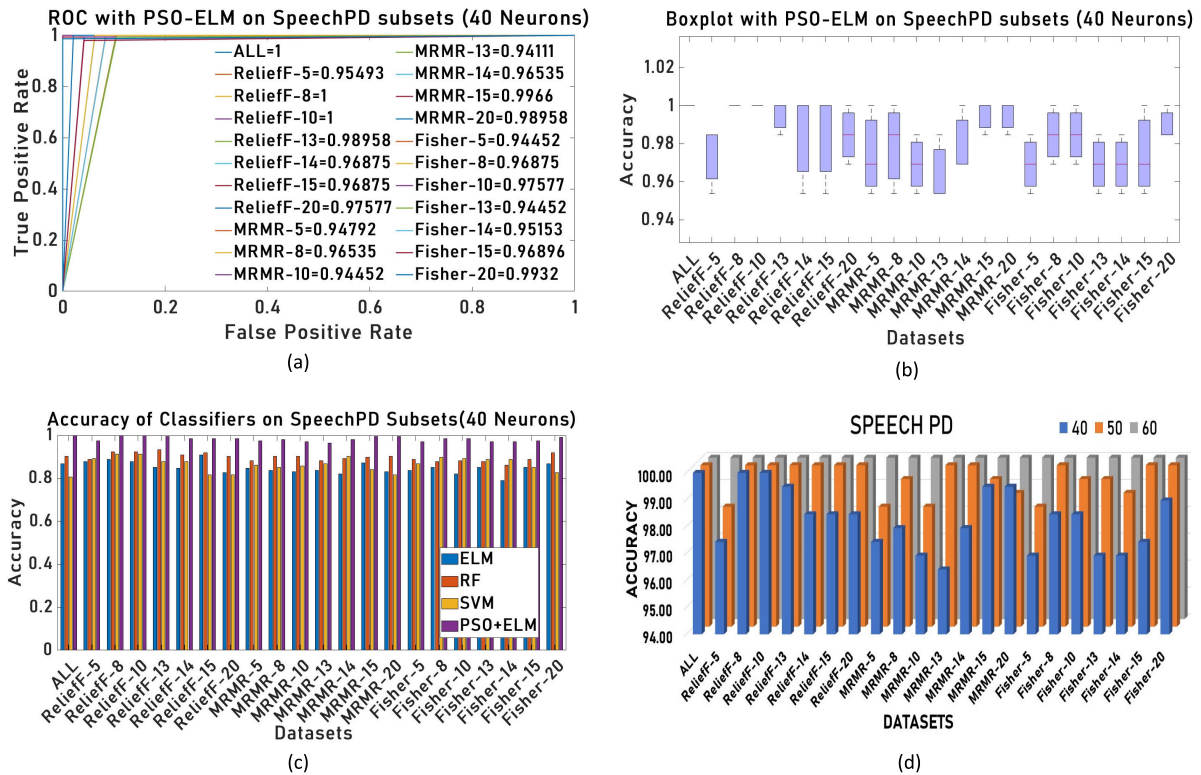 ROC with PSO-ELM on SpeechPD subsets (40 Neurons)
1
0.8
0.6
0.4
0.2
0
True Positive Rate
ALL=1
ReliefF-5=0.95493
ReliefF-8=1
ReliefF-10=1
ReliefF-13=0.98958
ReliefF-14=0.96875
ReliefF-15=0.96875
ReliefF-20=0.97577
MRMR-5=0.94792
MRMR-8=0.96535
MRMR-10=0.94452
MRMR-13=0.94111
MRMR-14=0.96535
MRMR-15=0.9966
MRMR-20=0.98958
Fisher-5=0.94452
Fisher-8=0.96875
Fisher-10=0.97577
Fisher-13=0.94452
Fisher-14=0.95153
Fisher-15=0.96896
Fisher-20=0.9932
0 0.2 0.4 0.6 0.8 1
False Positive Rate
(a)
Boxplot with PSO-ELM on SpeechPD subsets (40 Neurons)
1.02
1
0.98
0.96
0.94
Accuracy
ALL
ReliefF-5
ReliefF-8
ReliefF-10
ReliefF-13
ReliefF-14
ReliefF-15
ReliefF-20
MRMR-5
MRMR-8
MRMR-10
MRMR-13
MRMR-14
MRMR-15
MRMR-20
Fisher-5
Fisher-8
Fisher-10
Fisher-13
Fisher-14
Fisher-15
Fisher-20
Datasets
(b)
Accuracy of Classifiers on SpeechPD Subsets(40 Neurons)
1
0.8
0.6
0.4
0.2
0
Accuracy
ELM
RF
SVM
PSO+ELM
ALL
ReliefF-5
ReliefF-8
ReliefF-10
ReliefF-13
ReliefF-14
ReliefF-15
ReliefF-20
MRMR-5
MRMR-8
MRMR-10
MRMR-13
MRMR-14
MRMR-15
MRMR-20
Fisher-5
Fisher-8
Fisher-10
Fisher-13
Fisher-14
Fisher-15
Fisher-20
Datasets
(c)
SPEECH PD
40 50 60
100.00
99.00
98.00
97.00
96.00
95.00
94.00
ACCURACY
ALL
ReliefF-5
ReliefF-8
ReliefF-10
ReliefF-13
ReliefF-14
ReliefF-15
ReliefF-20
MRMR-5
MRMR-8
MRMR-10
MRMR-13
MRMR-14
MRMR-15
MRMR-20
Fisher-5
Fisher-8
Fisher-10
Fisher-13
Fisher-14
Fisher-15
Fisher-20
DATASETS
(d)